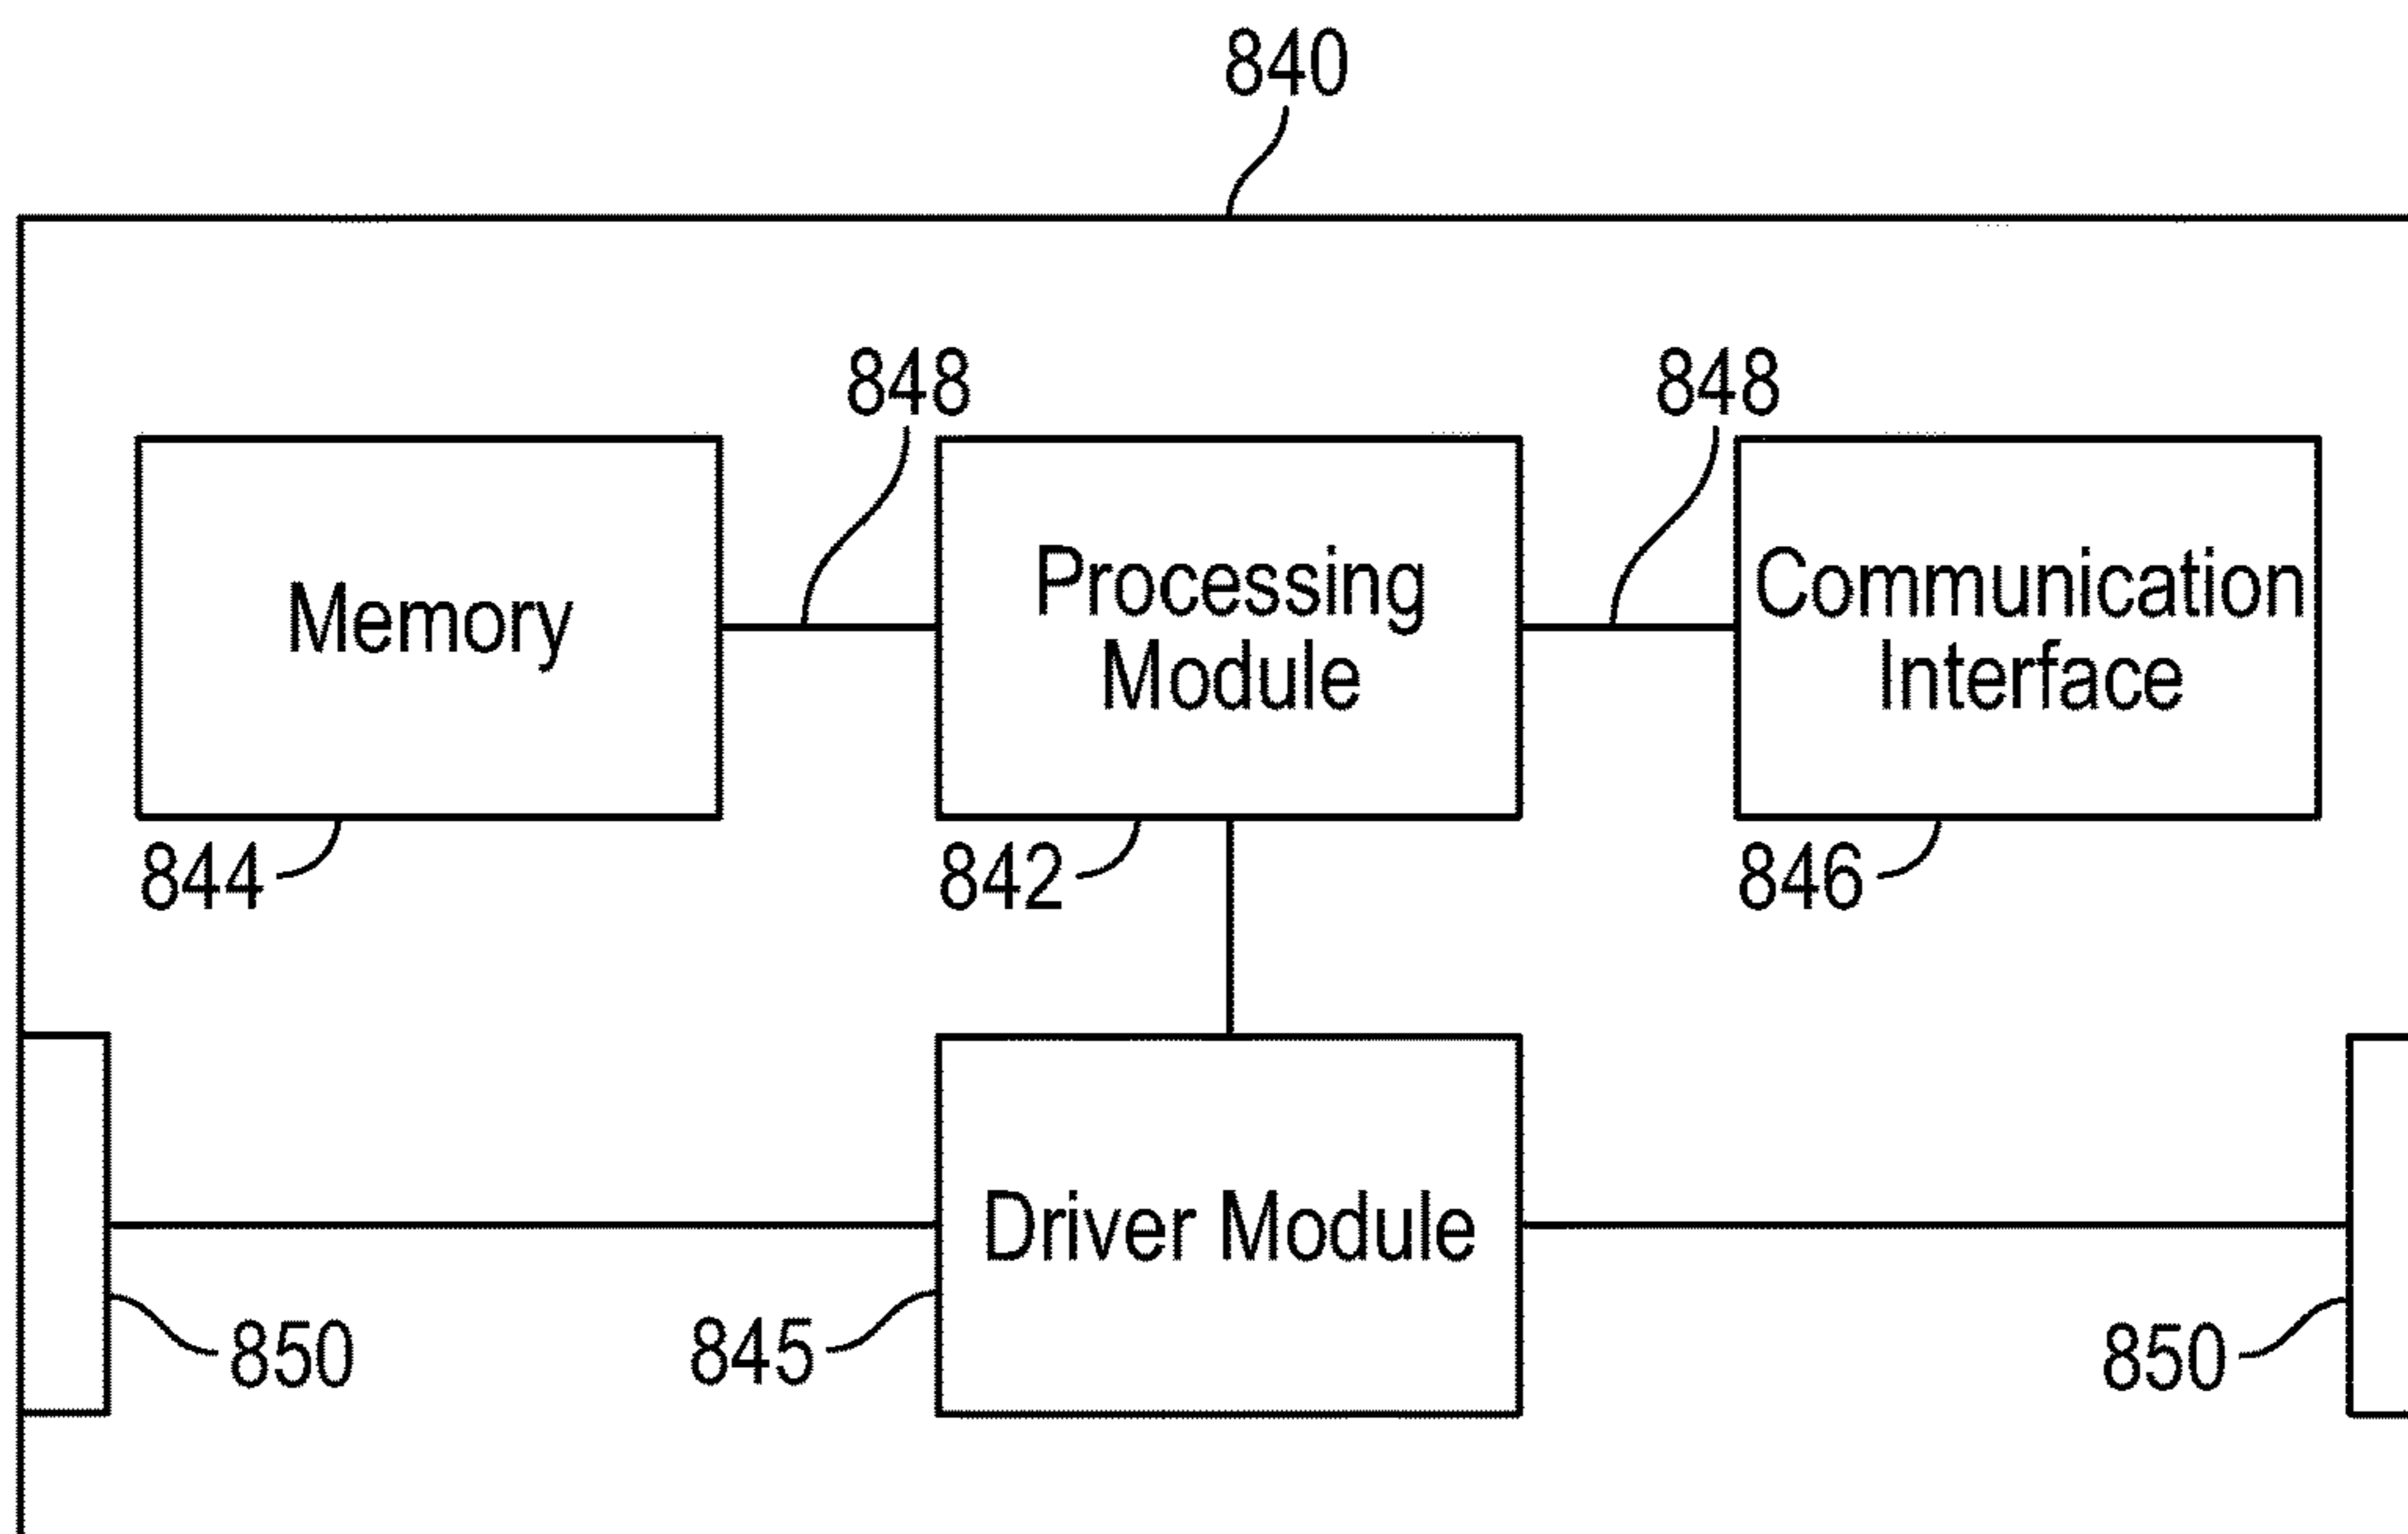 840
848
848
Memory
Processing
Module
Communication
Interface
844
842
846
Driver Module
850
845
850